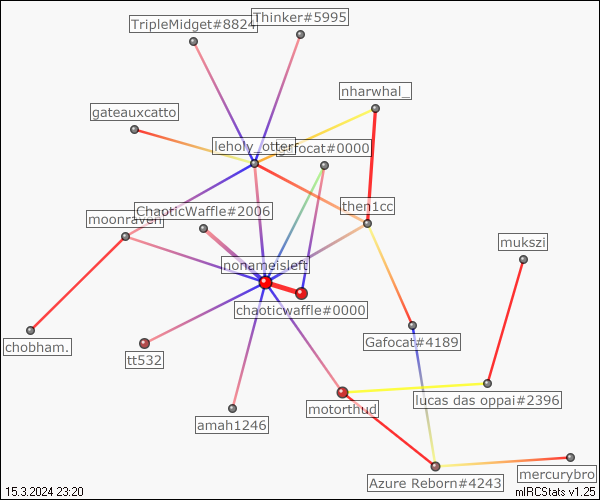 Thinker#5995
TripleMidget#8824
nharwhal_
gateauxcatto
leholy_otter
gafocat#0000
then1cc
ChaoticWaffle#2006
moonraven
mukszi
nonameisleft
chaoticwaffle#0000
Gafocat#4189
chobham.
tt532
lucas das oppai#2396
motorthud
amah1246
mercurybro
Azure Reborn#4243
15.3.2024 23:20
mIRCStats v1.25